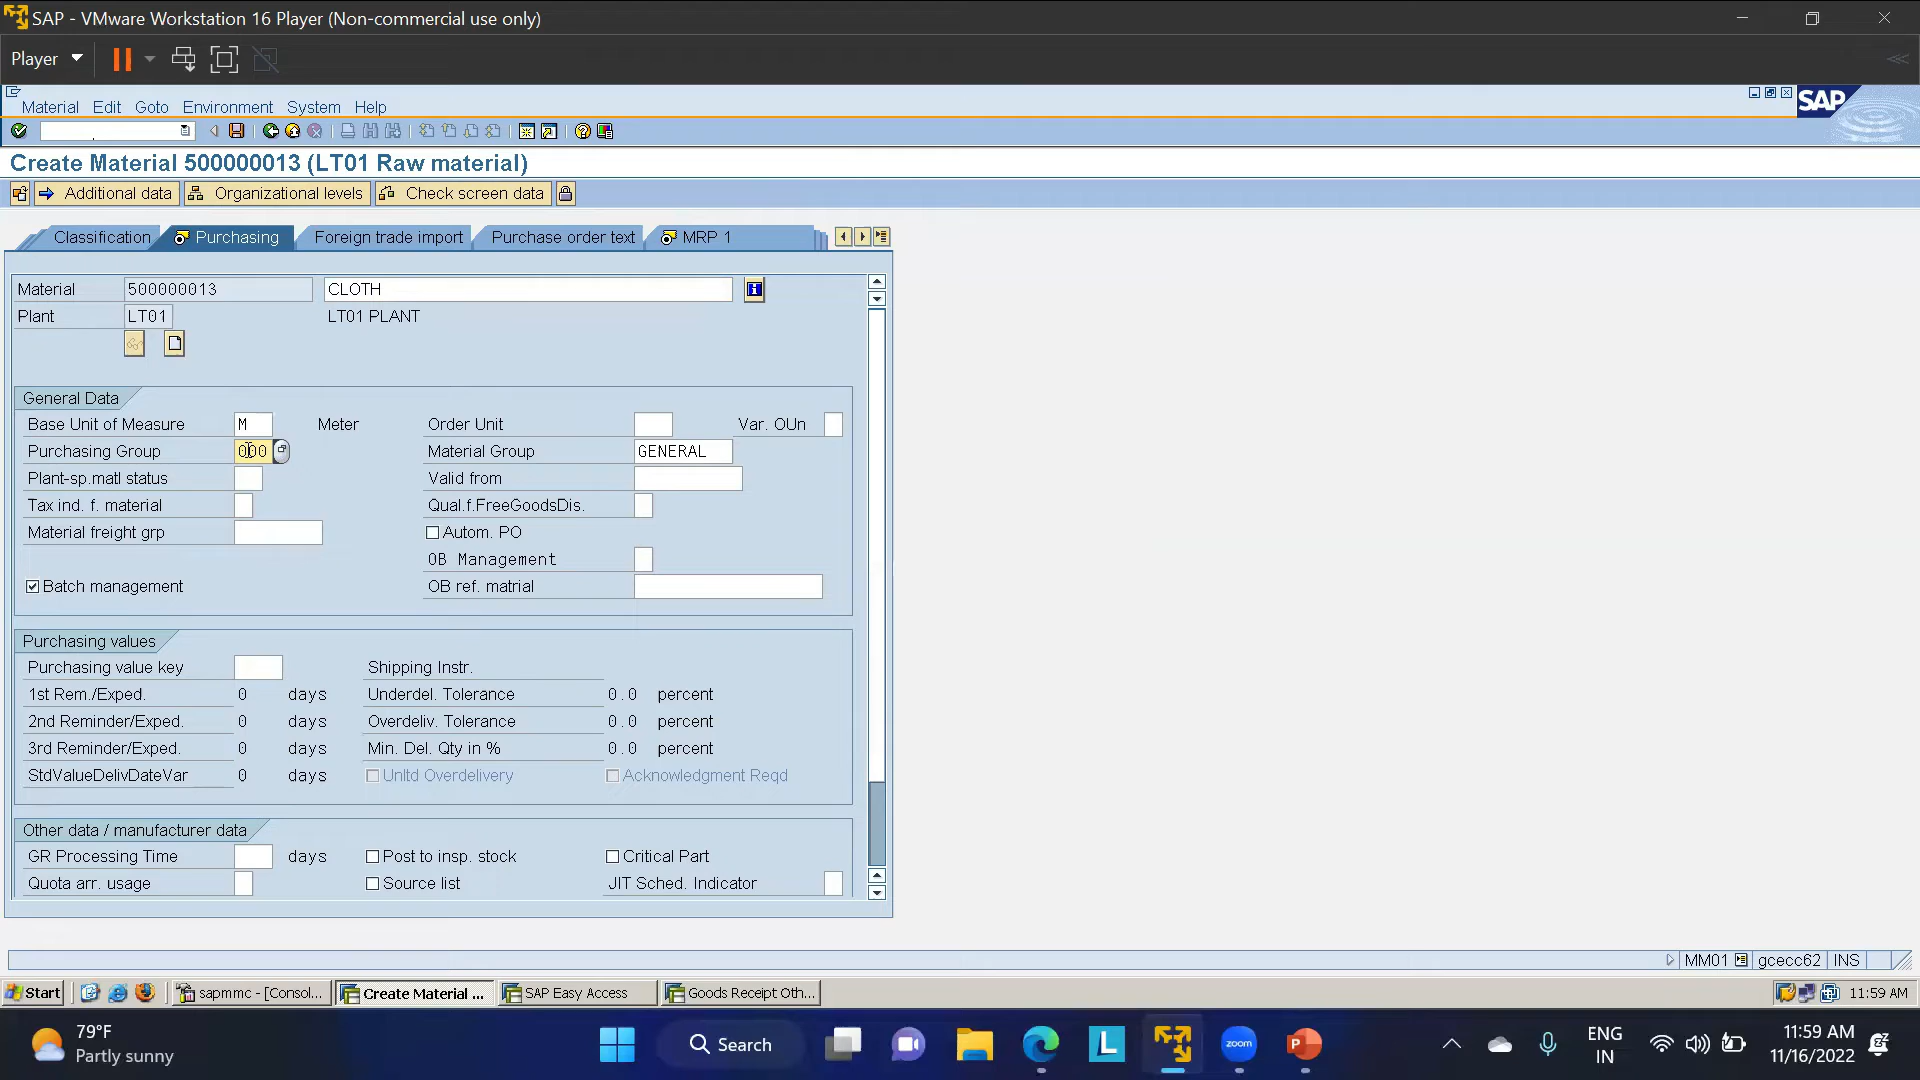 SAP - VMware Workstation 16 Player (Non-commercial use only)
Player
Material Edit Goto Environment System Help
SAP
Create Material 500000013 (LT01 Raw material)
Additional data Organizational levels Check screen data
Classification Purchasing Foreign trade import Purchase order text MRP 1
Material 500000013 CLOTH
Plant LT01 LT01 PLANT
General Data
Base Unit of Measure M Meter Order Unit Var. OUn
Purchasing Group 000 Material Group GENERAL
Plant-sp.matl status Valid from
Tax ind. f. material Qual.f.FreeGoodsDis.
Material freight grp Autom. PO
OB Management
Batch management OB ref. matrial
Purchasing values
Purchasing value key Shipping Instr.
1st Rem./Exped. 0 days Underdel. Tolerance 0.0 percent
2nd Reminder/Exped. 0 days Overdeliv. Tolerance 0.0 percent
3rd Reminder/Exped. 0 days Min. Del. Qty in % 0.0 percent
StdValueDelivDateVar 0 days Unltd Overdelivery Acknowledgment Reqd
Other data / manufacturer data
GR Processing Time days Post to insp. stock Critical Part
Quota arr. usage Source list JIT Sched. Indicator
MM01 gcecc62 INS
Start sapmmc - [Consol... Create Material ... SAP Easy Access Goods Receipt Oth... 11:59 AM
79°F
Partly sunny
Search
L
zoom
P
ENG
IN
11:59 AM
11/16/2022